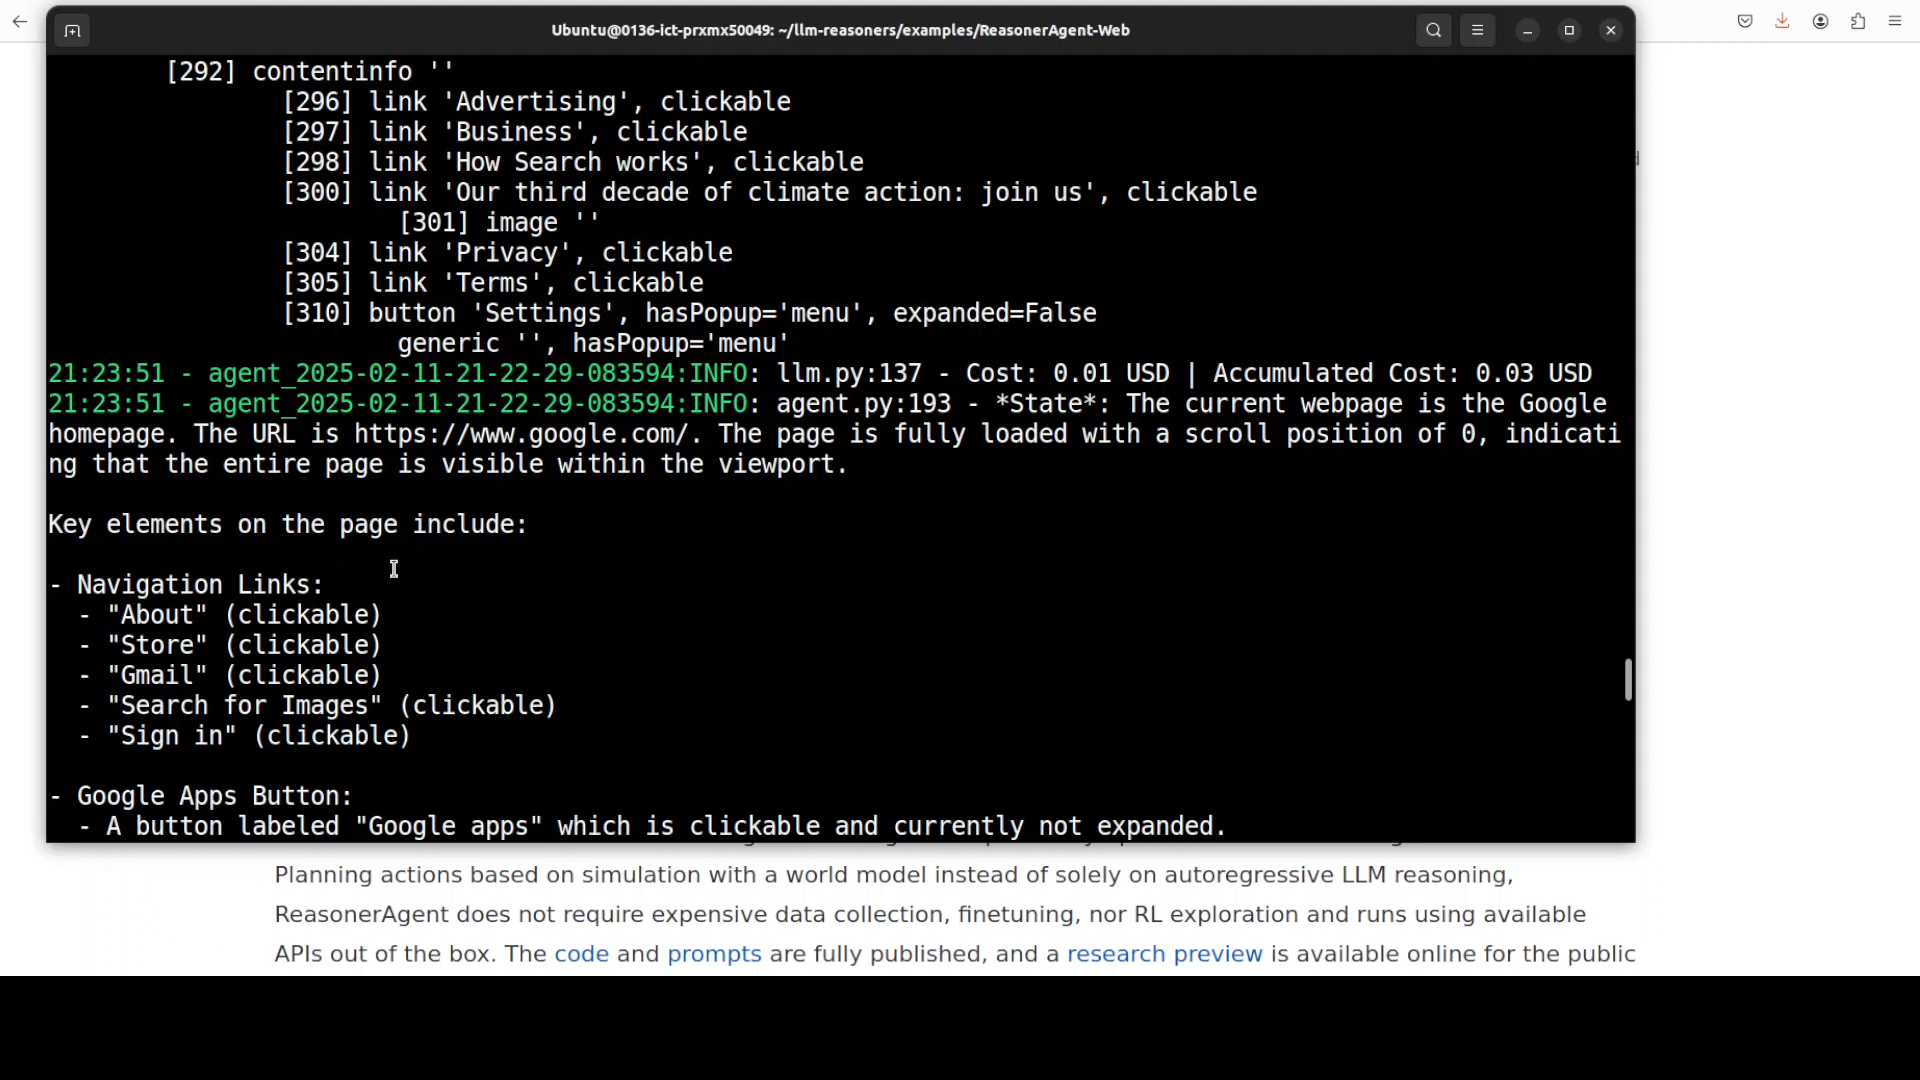 Ubuntu@0136-ict-prxmx50049: ~/llm-reasoners/examples/ReasonerAgent-Web
[292] contentinfo ''
[296] link 'Advertising', clickable
[297] link 'Business', clickable
[298] link 'How Search works', clickable
[300] link 'Our third decade of climate action: join us', clickable
[301] image ''
[304] link 'Privacy', clickable
[305] link 'Terms', clickable
[310] button 'Settings', hasPopup='menu', expanded=False
generic '', hasPopup='menu'
21:23:51 - agent_2025-02-11-21-22-29-083594:INFO: llm.py:137 - Cost: 0.01 USD | Accumulated Cost: 0.03 USD
21:23:51 - agent_2025-02-11-21-22-29-083594:INFO: agent.py:193 - *State*: The current webpage is the Google
homepage. The URL is https://www.google.com/. The page is fully loaded with a scroll position of 0, indicati
ng that the entire page is visible within the viewport.
Key elements on the page include:
- Navigation Links:
- "About" (clickable)
- "Store" (clickable)
- "Gmail" (clickable)
- "Search for Images" (clickable)
- "Sign in" (clickable)
- Google Apps Button:
- A button labeled "Google apps" which is clickable and currently not expanded.
Planning actions based on simulation with a world model instead of solely on autoregressive LLM reasoning,
ReasonerAgent does not require expensive data collection, finetuning, nor RL exploration and runs using available
APIs out of the box. The code and prompts are fully published, and a research preview is available online for the public